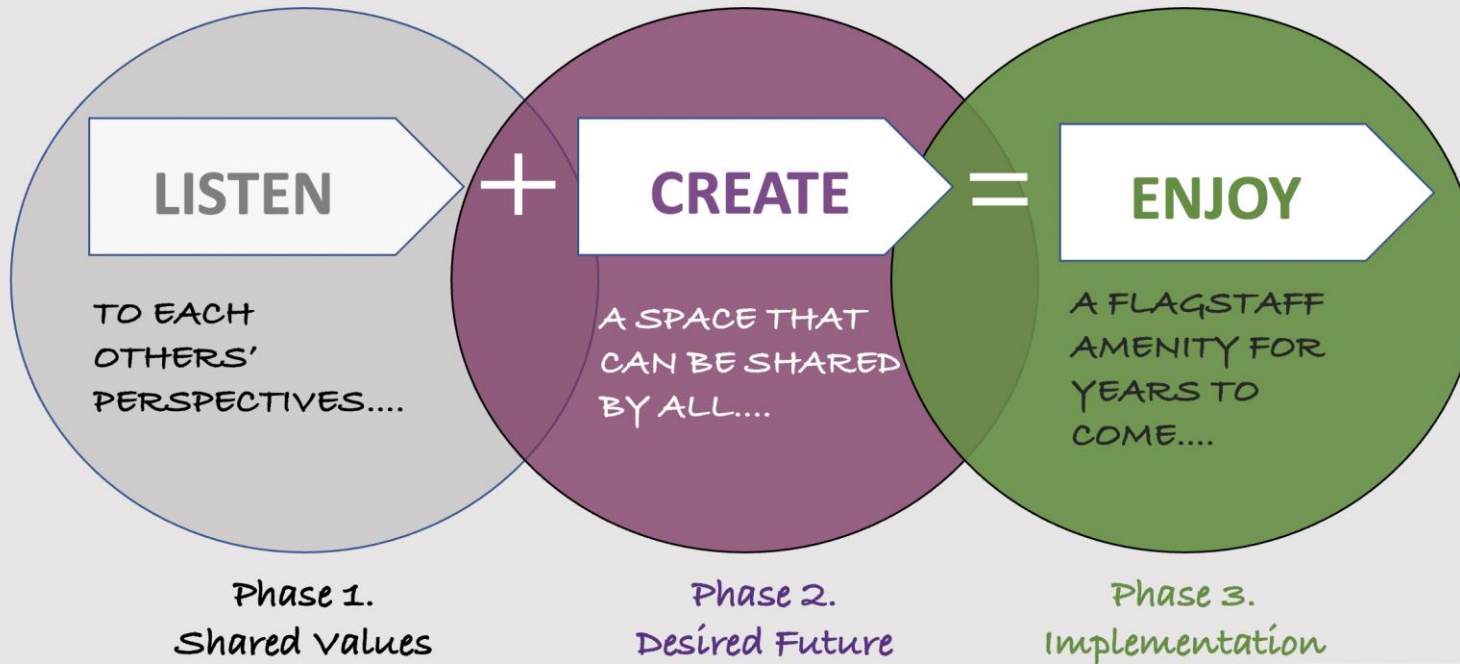 LISTEN
+
CREATE
=
ENJOY
TO EACH
OTHERS'
PERSPECTIVES....
A SPACE THAT
CAN BE SHARED
BY ALL....
A FLAGSTAFF
AMENITY FOR
YEARS TO
COME....
Phase 1.
Shared Values
Phase 2.
Desired Future
Phase 3.
Implementation